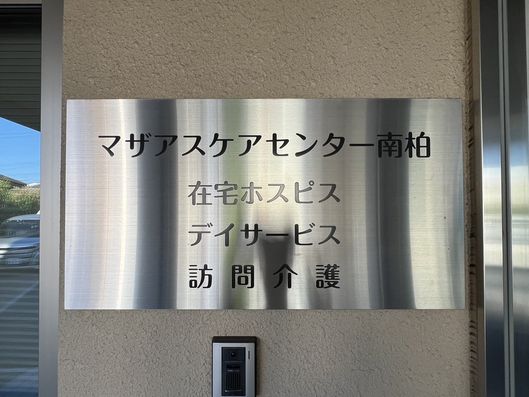 マザアスケアセンター南柏
在宅ホスピス
デイサービス
訪問介護